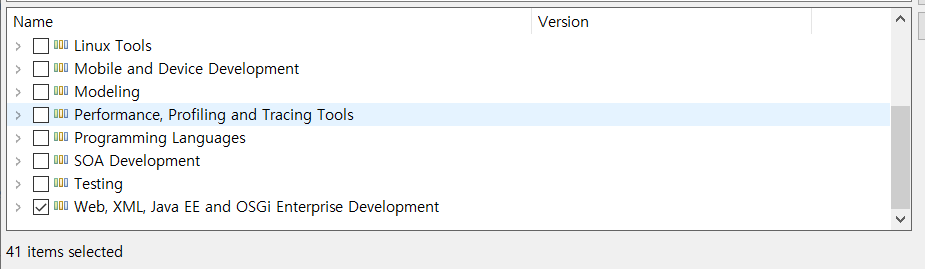 Name Version
Linux Tools
Mobile and Device Development
Modeling
Performance, Profiling and Tracing Tools
Programming Languages
SOA Development
Testing
Web, XML, Java EE and OSGi Enterprise Development
41 items selected